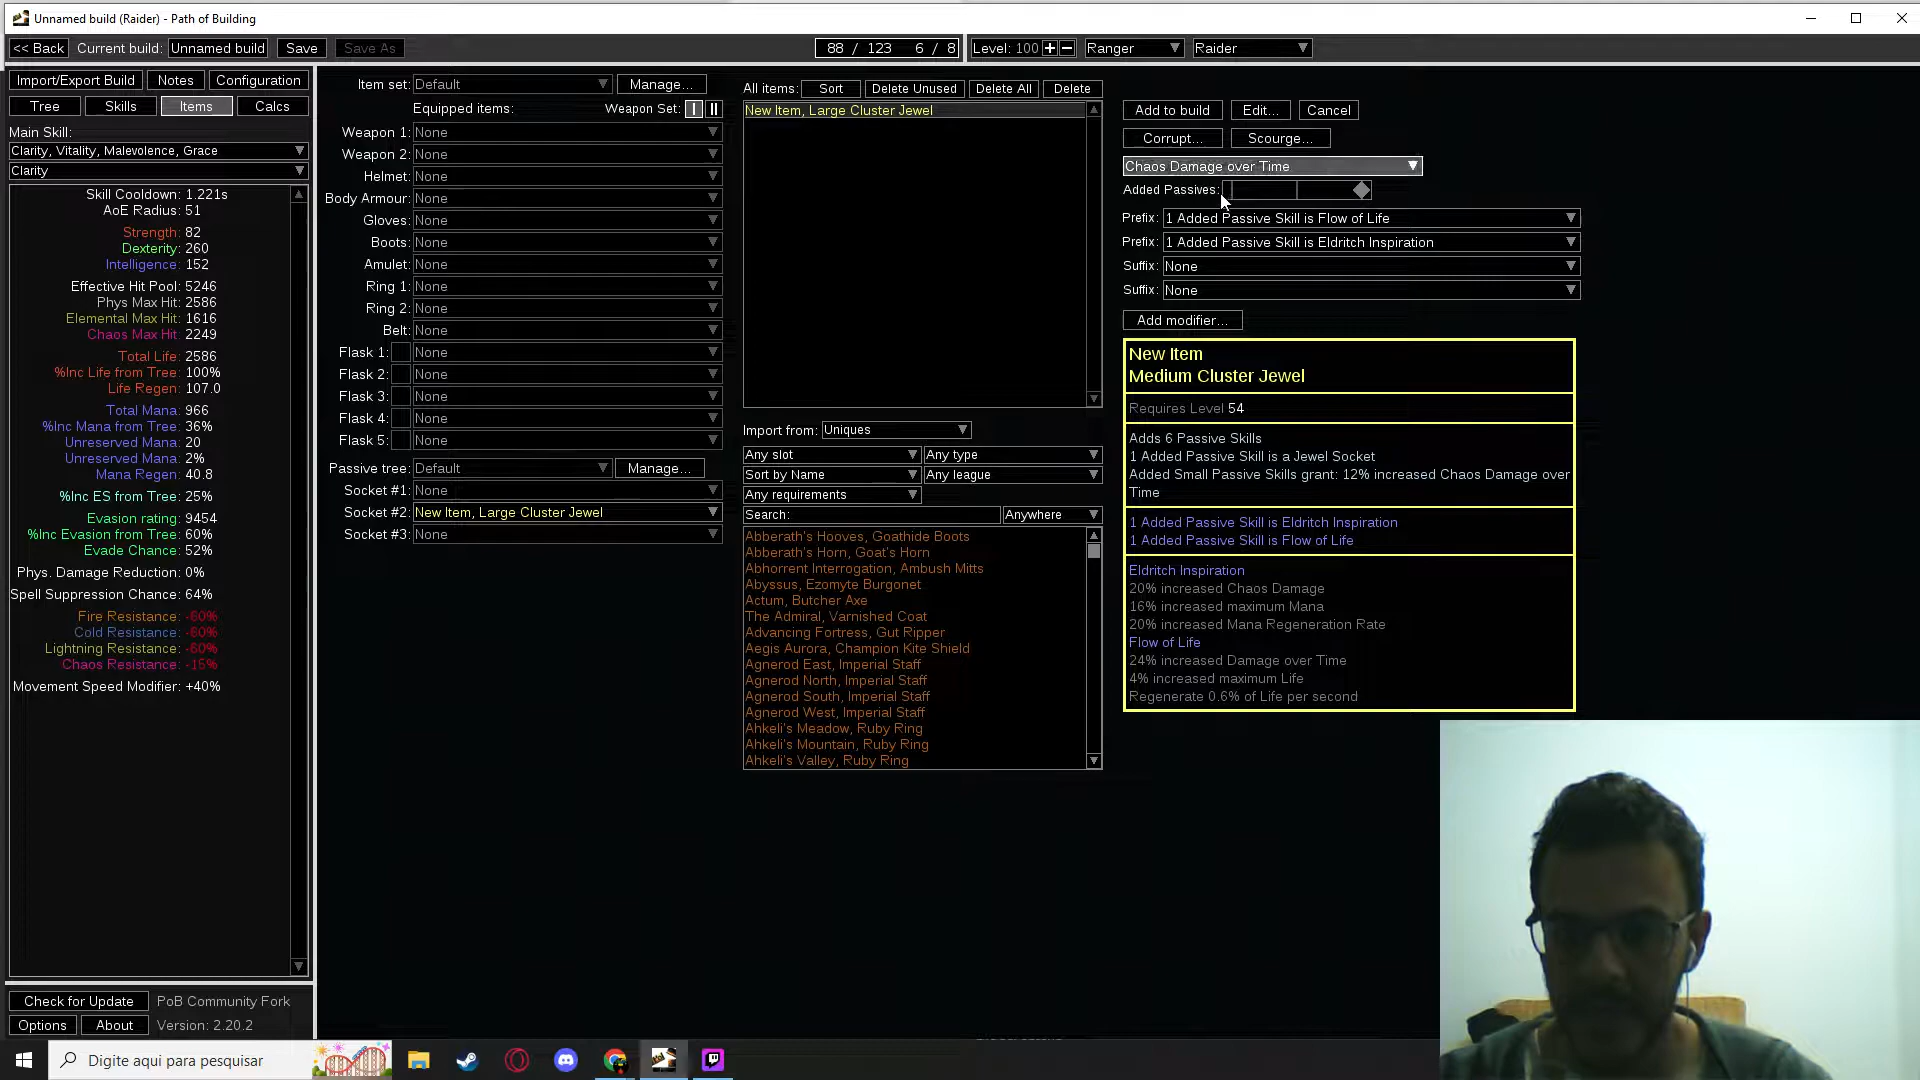 Unnamed build (Raider) - Path of Building
<< Back Current build: Unnamed build Save Save As 88 / 123 6 / 8 Level: 100 Ranger Raider
Import/Export Build Notes Configuration
Tree Skills Items Calcs
Main Skill:
Clarity, Vitality, Malevolence, Grace
Clarity
Skill Cooldown: 1.221s
AoE Radius: 51
Strength: 82
Dexterity: 260
Intelligence: 152
Effective Hit Pool: 5246
Phys Max Hit: 2586
Elemental Max Hit: 1616
Chaos Max Hit: 2249
Total Life: 2586
%Inc Life from Tree: 100%
Life Regen: 107.0
Total Mana: 966
%Inc Mana from Tree: 36%
Unreserved Mana: 20
Unreserved Mana: 2%
Mana Regen: 40.8
%Inc ES from Tree: 25%
Evasion rating: 9454
%Inc Evasion from Tree: 60%
Evade Chance: 52%
Phys. Damage Reduction: 0%
Spell Suppression Chance: 64%
Fire Resistance: -60%
Cold Resistance: -60%
Lightning Resistance: -60%
Chaos Resistance: -15%
Movement Speed Modifier: +40%
Check for Update PoB Community Fork
Options About Version: 2.20.2
Item set: Default Manage...
Equipped items: Weapon Set: I II
Weapon 1: None
Weapon 2: None
Helmet: None
Body Armour: None
Gloves: None
Boots: None
Amulet: None
Ring 1: None
Ring 2: None
Belt: None
Flask 1: None
Flask 2: None
Flask 3: None
Flask 4: None
Flask 5: None
Passive tree: Default Manage...
Socket #1: None
Socket #2: New Item, Large Cluster Jewel
Socket #3: None
All items: Sort Delete Unused Delete All Delete
New Item, Large Cluster Jewel
Import from: Uniques
Any slot Any type
Sort by Name Any league
Any requirements
Search: Anywhere
Abberath's Hooves, Goathide Boots
Abberath's Horn, Goat's Horn
Abhorrent Interrogation, Ambush Mitts
Abyssus, Ezomyte Burgonet
Actum, Butcher Axe
The Admiral, Varnished Coat
Advancing Fortress, Gut Ripper
Aegis Aurora, Champion Kite Shield
Agnerod East, Imperial Staff
Agnerod North, Imperial Staff
Agnerod South, Imperial Staff
Agnerod West, Imperial Staff
Ahkeli's Meadow, Ruby Ring
Ahkeli's Mountain, Ruby Ring
Ahkeli's Valley, Ruby Ring
Add to build Edit... Cancel
Corrupt... Scourge...
Chaos Damage over Time
Added Passives:
Prefix: 1 Added Passive Skill is Flow of Life
Prefix: 1 Added Passive Skill is Eldritch Inspiration
Suffix: None
Suffix: None
Add modifier...
New Item
Medium Cluster Jewel
Requires Level 54
Adds 6 Passive Skills
1 Added Passive Skill is a Jewel Socket
Added Small Passive Skills grant: 12% increased Chaos Damage over
Time
1 Added Passive Skill is Eldritch Inspiration
1 Added Passive Skill is Flow of Life
Eldritch Inspiration
20% increased Chaos Damage
16% increased maximum Mana
20% increased Mana Regeneration Rate
Flow of Life
24% increased Damage over Time
4% increased maximum Life
Regenerate 0.6% of Life per second
Digite aqui para pesquisar